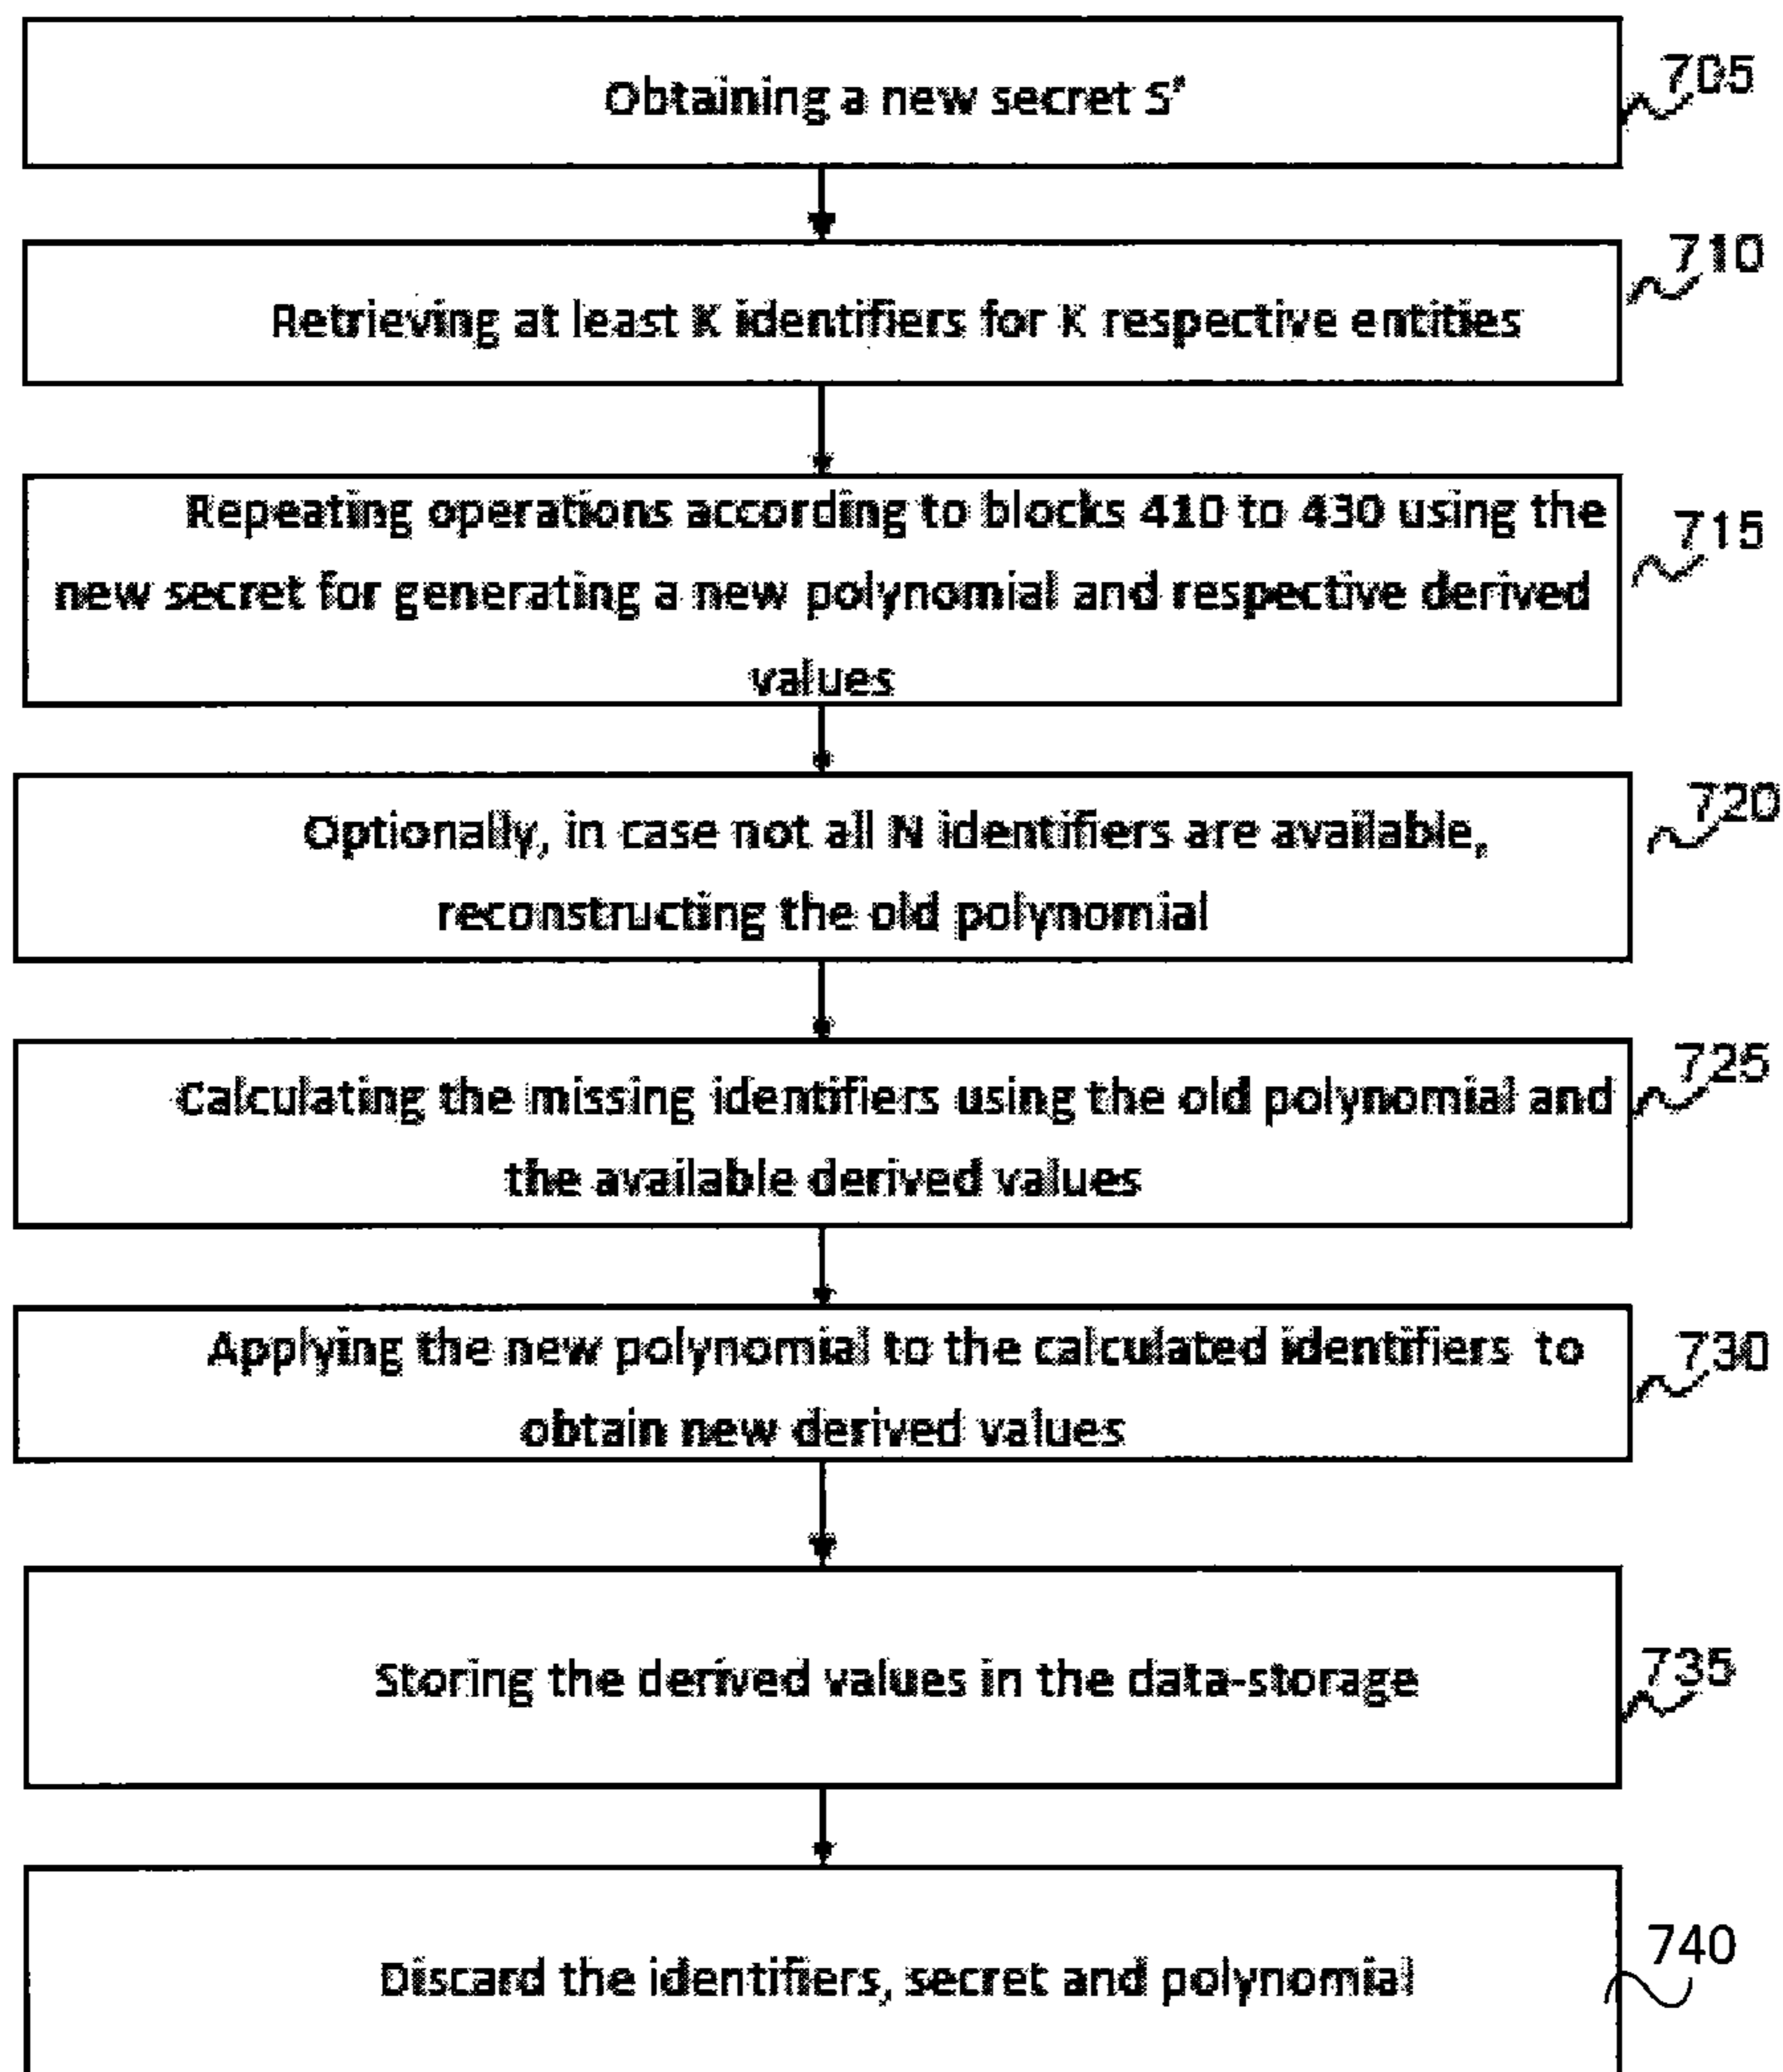 Obtaining a new secret S'
705
Retrieving at least K identifiers for K respective entities
710
Repeating operations according to blocks 410 to 430 using the
new secret for generating a new polynomial and respective derived
values
715
Optionally, in case not all N identifiers are available,
reconstructing the old polynomial
720
Calculating the missing identifiers using the old polynomial and
the available derived values
725
Applying the new polynomial to the calculated identifiers to
obtain new derived values
730
Storing the derived values in the data-storage
735
Discard the identifiers, secret and polynomial
740